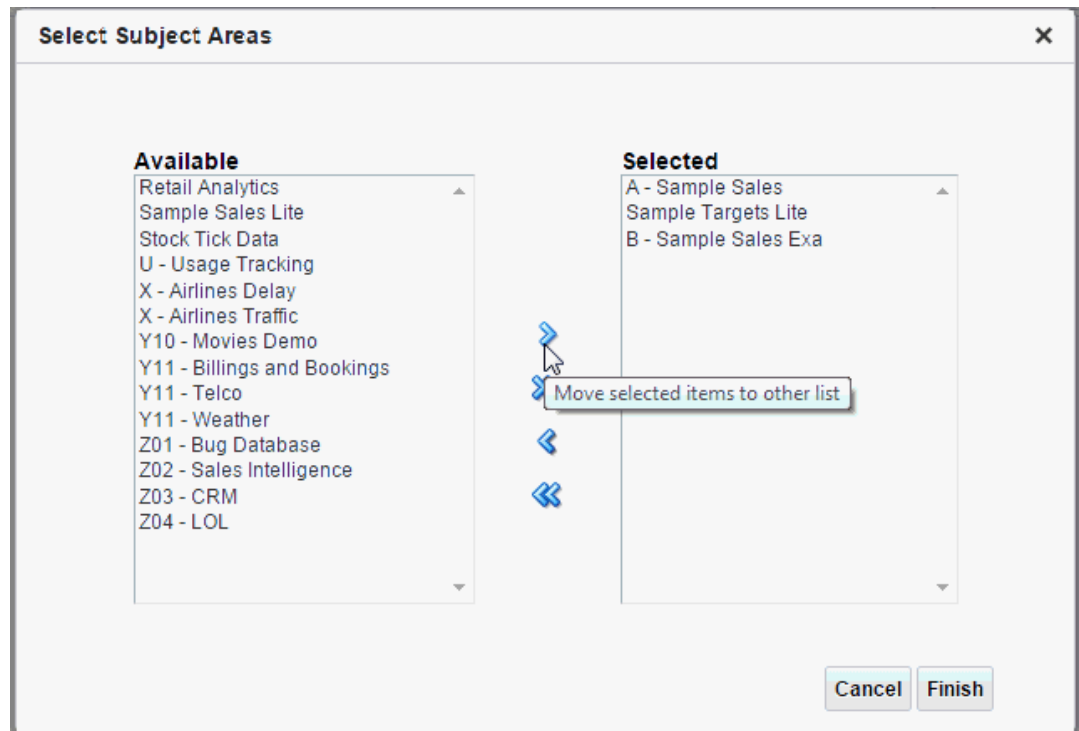 Select Subject Areas
Available
Retail Analytics
Sample Sales Lite
Stock Tick Data
U - Usage Tracking
X - Airlines Delay
X - Airlines Traffic
Y10 - Movies Demo
Y11 - Billings and Bookings
Y11 - Telco
Y11 - Weather
Z01 - Bug Database
Z02 - Sales Intelligence
Z03 - CRM
Z04 - LOL
Move selected items to other list
Selected
A - Sample Sales
Sample Targets Lite
B - Sample Sales Exa
Cancel
Finish